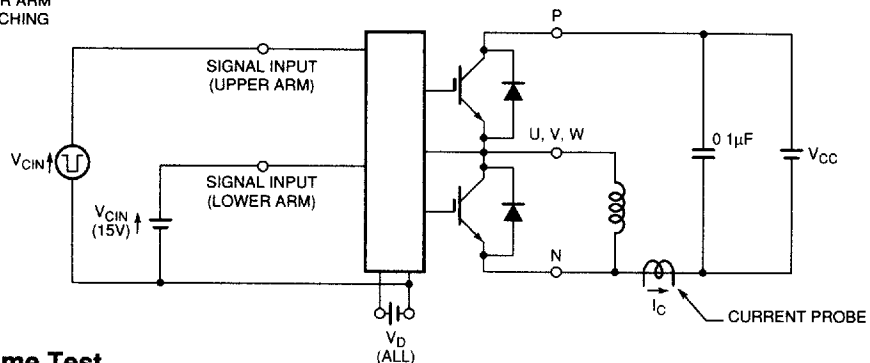 R ARM
CHING
P
SIGNAL INPUT
(UPPER ARM)
U, V, W
0 1µF
V_CIN
V_CC
SIGNAL INPUT
(LOWER ARM)
V_CIN
(15V)
N
I_C
CURRENT PROBE
V_D
(ALL)
me Test